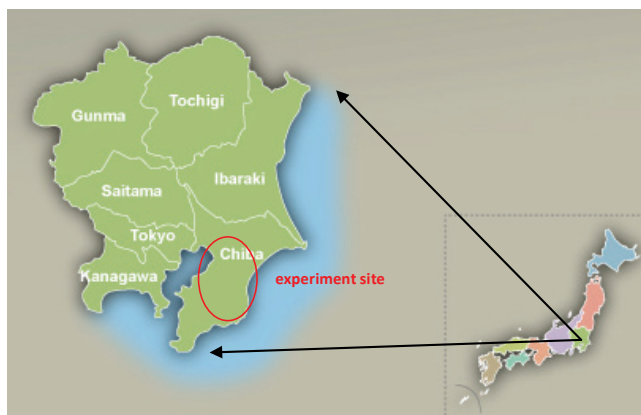 Tochigi
Gunma
Ibaraki
Saitama
Tokyo
Chiba
Kanagawa
experiment site